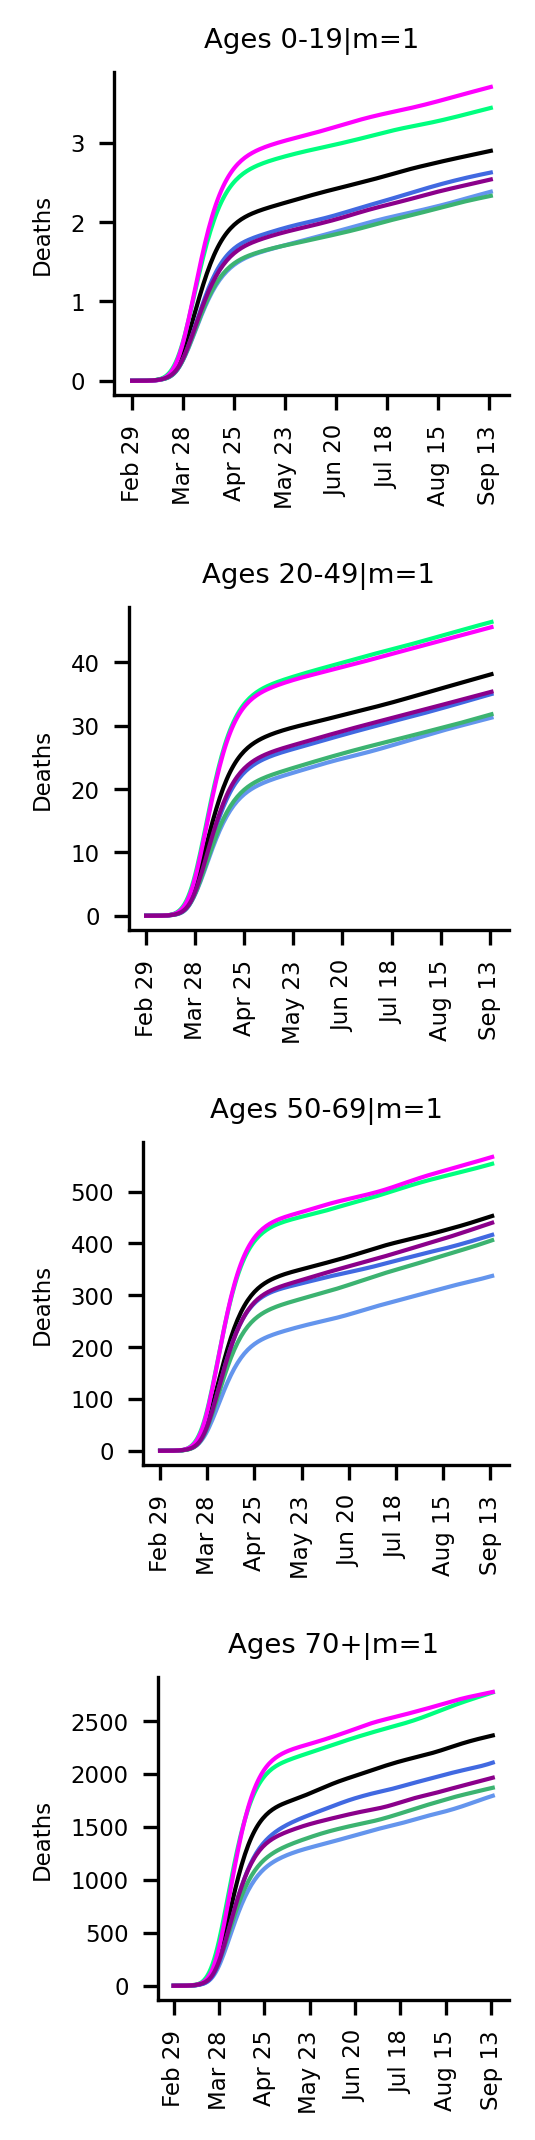 Ages 0-19|m=1
3
2
1
0
Deaths
Feb 29
Mar 28
Apr 25
May 23
Jun 20
Jul 18
Aug 15
Sep 13
Ages 20-49|m=1
40
30
20
10
0
Deaths
Feb 29
Mar 28
Apr 25
May 23
Jun 20
Jul 18
Aug 15
Sep 13
Ages 50-69|m=1
500
400
300
200
100
0
Deaths
Feb 29
Mar 28
Apr 25
May 23
Jun 20
Jul 18
Aug 15
Sep 13
Ages 70+|m=1
2500
2000
1500
1000
500
0
Deaths
Feb 29
Mar 28
Apr 25
May 23
Jun 20
Jul 18
Aug 15
Sep 13